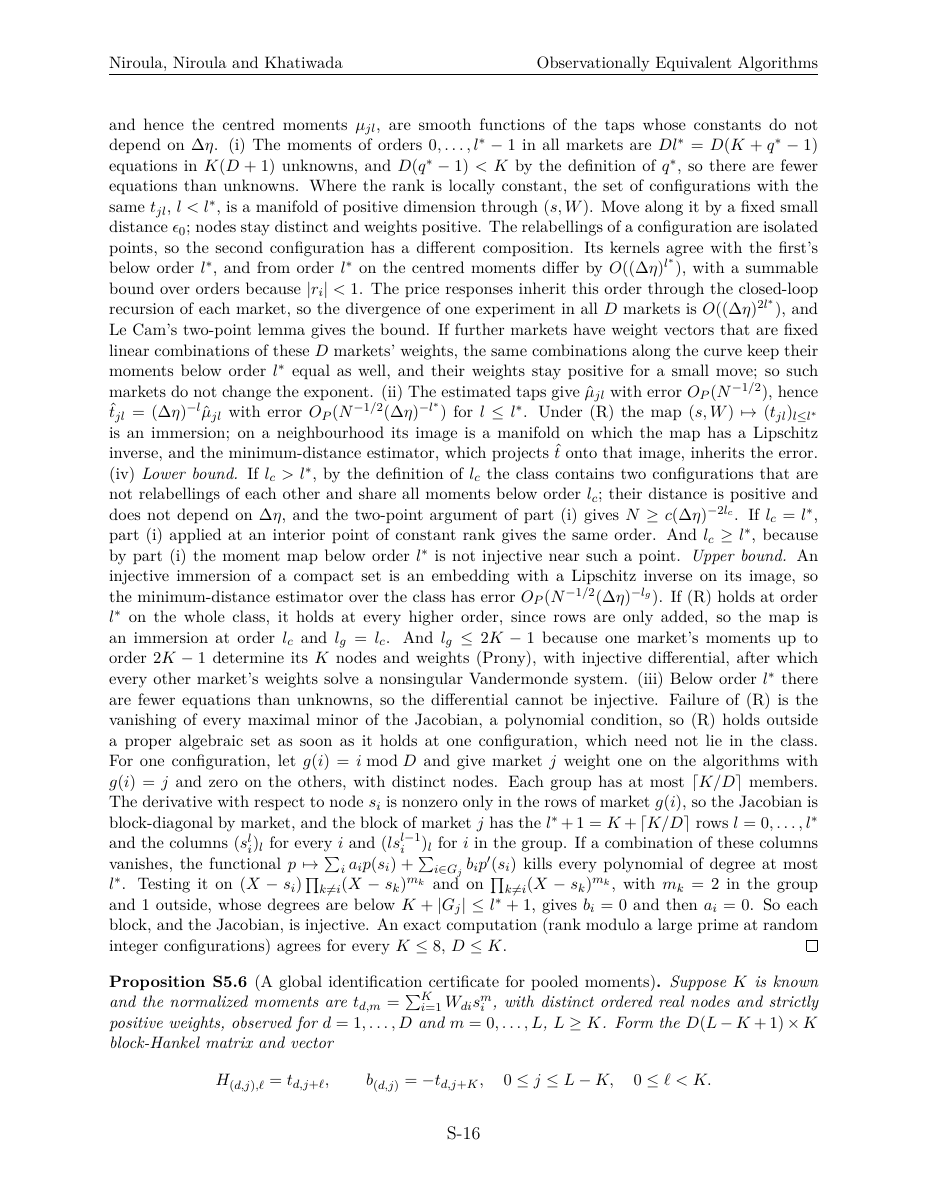 Niroula, Niroula and Khatiwada Observationally Equivalent Algorithms
and hence the centred moments μ_{jl}, are smooth functions of the taps whose constants do not
depend on Δη. (i) The moments of orders 0, . . . , l* − 1 in all markets are Dl* = D(K + q* − 1)
equations in K(D + 1) unknowns, and D(q* − 1) < K by the definition of q*, so there are fewer
equations than unknowns. Where the rank is locally constant, the set of configurations with the
same t_{jl}, l < l*, is a manifold of positive dimension through (s, W). Move along it by a fixed small
distance ϵ_0; nodes stay distinct and weights positive. The relabellings of a configuration are isolated
points, so the second configuration has a different composition. Its kernels agree with the first's
below order l*, and from order l* on the centred moments differ by O((Δη)^{l*}), with a summable
bound over orders because |r_i| < 1. The price responses inherit this order through the closed-loop
recursion of each market, so the divergence of one experiment in all D markets is O((Δη)^{2l*}), and
Le Cam's two-point lemma gives the bound. If further markets have weight vectors that are fixed
linear combinations of these D markets' weights, the same combinations along the curve keep their
moments below order l* equal as well, and their weights stay positive for a small move; so such
markets do not change the exponent. (ii) The estimated taps give μ̂_{jl} with error O_P(N^{−1/2}), hence
t̂_{jl} = (Δη)^{−l}μ̂_{jl} with error O_P(N^{−1/2}(Δη)^{−l*}) for l ≤ l*. Under (R) the map (s, W) ↦ (t_{jl})_{l≤l*}
is an immersion; on a neighbourhood its image is a manifold on which the map has a Lipschitz
inverse, and the minimum-distance estimator, which projects t̂ onto that image, inherits the error.
(iv) Lower bound. If l_c > l*, by the definition of l_c the class contains two configurations that are
not relabellings of each other and share all moments below order l_c; their distance is positive and
does not depend on Δη, and the two-point argument of part (i) gives N ≥ c(Δη)^{−2l_c}. If l_c = l*,
part (i) applied at an interior point of constant rank gives the same order. And l_c ≥ l*, because
by part (i) the moment map below order l* is not injective near such a point. Upper bound. An
injective immersion of a compact set is an embedding with a Lipschitz inverse on its image, so
the minimum-distance estimator over the class has error O_P(N^{−1/2}(Δη)^{−l_g}). If (R) holds at order
l* on the whole class, it holds at every higher order, since rows are only added, so the map is
an immersion at order l_c and l_g = l_c. And l_g ≤ 2K − 1 because one market's moments up to
order 2K − 1 determine its K nodes and weights (Prony), with injective differential, after which
every other market's weights solve a nonsingular Vandermonde system. (iii) Below order l* there
are fewer equations than unknowns, so the differential cannot be injective. Failure of (R) is the
vanishing of every maximal minor of the Jacobian, a polynomial condition, so (R) holds outside
a proper algebraic set as soon as it holds at one configuration, which need not lie in the class.
For one configuration, let g(i) = i mod D and give market j weight one on the algorithms with
g(i) = j and zero on the others, with distinct nodes. Each group has at most ⌈K/D⌉ members.
The derivative with respect to node s_i is nonzero only in the rows of market g(i), so the Jacobian is
block-diagonal by market, and the block of market j has the l* + 1 = K + ⌈K/D⌉ rows l = 0, . . . , l*
and the columns (s_i^l)_l for every i and (ls_i^{l−1})_l for i in the group. If a combination of these columns
vanishes, the functional p ↦ ∑_i a_i p(s_i) + ∑_{i∈G_j} b_i p′(s_i) kills every polynomial of degree at most
l*. Testing it on (X − s_i) ∏_{k≠i}(X − s_k)^{m_k} and on ∏_{k≠i}(X − s_k)^{m_k}, with m_k = 2 in the group
and 1 outside, whose degrees are below K + |G_j| ≤ l* + 1, gives b_i = 0 and then a_i = 0. So each
block, and the Jacobian, is injective. An exact computation (rank modulo a large prime at random
integer configurations) agrees for every K ≤ 8, D ≤ K. □
Proposition S5.6 (A global identification certificate for pooled moments). Suppose K is known
and the normalized moments are t_{d,m} = ∑_{i=1}^{K} W_{di}s_i^m, with distinct ordered real nodes and strictly
positive weights, observed for d = 1, . . . , D and m = 0, . . . , L, L ≥ K. Form the D(L − K + 1) × K
block-Hankel matrix and vector
H_{(d,j),ℓ} = t_{d,j+ℓ}, b_{(d,j)} = −t_{d,j+K}, 0 ≤ j ≤ L − K, 0 ≤ ℓ < K.
S-16